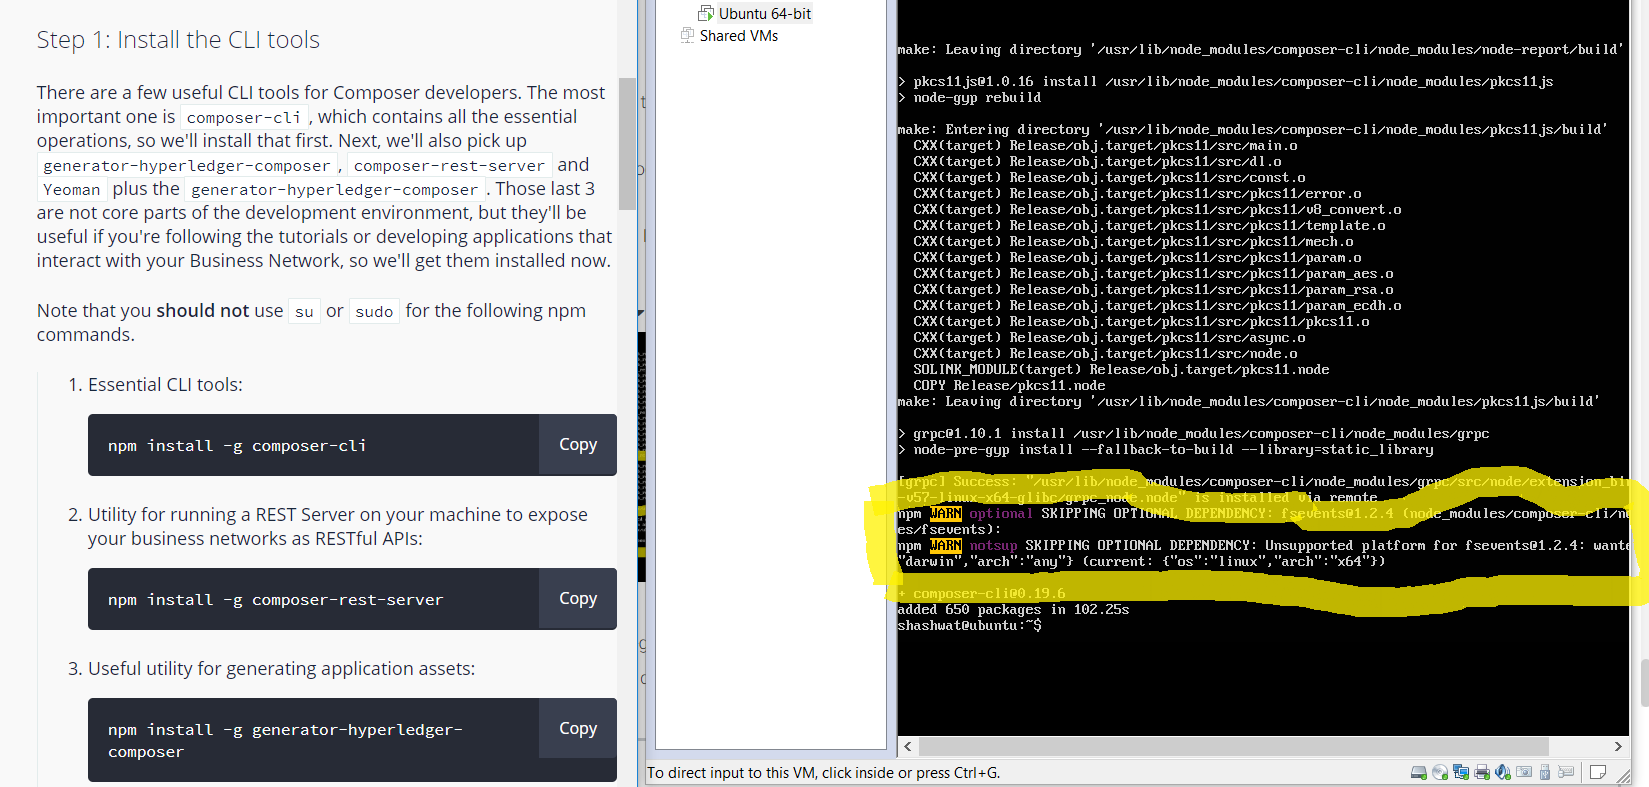 Step 1: Install the CLI tools
There are a few useful CLI tools for Composer developers. The most
important one is composer-cli , which contains all the essential
operations, so we'll install that first. Next, we'll also pick up
generator-hyperledger-composer , composer-rest-server and
Yeoman plus the generator-hyperledger-composer . Those last 3
are not core parts of the development environment, but they'll be
useful if you're following the tutorials or developing applications that
interact with your Business Network, so we'll get them installed now.
Note that you should not use su or sudo for the following npm
commands.
1. Essential CLI tools:
npm install -g composer-cli
Copy
2. Utility for running a REST Server on your machine to expose
your business networks as RESTful APIs:
npm install -g composer-rest-server
Copy
3. Useful utility for generating application assets:
npm install -g generator-hyperledger-
composer
Copy
Ubuntu 64-bit
Shared VMs
make: Leaving directory '/usr/lib/node_modules/composer-cli/node_modules/node-report/build'
> pkcs11js@1.0.16 install /usr/lib/node_modules/composer-cli/node_modules/pkcs11js
> node-gyp rebuild
make: Entering directory '/usr/lib/node_modules/composer-cli/node_modules/pkcs11js/build'
CXX(target) Release/obj.target/pkcs11/src/main.o
CXX(target) Release/obj.target/pkcs11/src/dl.o
CXX(target) Release/obj.target/pkcs11/src/const.o
CXX(target) Release/obj.target/pkcs11/src/pkcs11/error.o
CXX(target) Release/obj.target/pkcs11/src/pkcs11/v8_convert.o
CXX(target) Release/obj.target/pkcs11/src/pkcs11/template.o
CXX(target) Release/obj.target/pkcs11/src/pkcs11/mech.o
CXX(target) Release/obj.target/pkcs11/src/pkcs11/param.o
CXX(target) Release/obj.target/pkcs11/src/pkcs11/param_aes.o
CXX(target) Release/obj.target/pkcs11/src/pkcs11/param_rsa.o
CXX(target) Release/obj.target/pkcs11/src/pkcs11/param_ecdh.o
CXX(target) Release/obj.target/pkcs11/src/pkcs11/pkcs11.o
CXX(target) Release/obj.target/pkcs11/src/async.o
CXX(target) Release/obj.target/pkcs11/src/node.o
SOLINK_MODULE(target) Release/obj.target/pkcs11.node
COPY Release/pkcs11.node
make: Leaving directory '/usr/lib/node_modules/composer-cli/node_modules/pkcs11js/build'
> grpc@1.10.1 install /usr/lib/node_modules/composer-cli/node_modules/grpc
> node-pre-gyp install --fallback-to-build --library=static_library
[grpc] Success: "/usr/lib/node_modules/composer-cli/node_modules/grpc/src/node/extension_bin
-v57-linux-x64-glibc/grpc_node.node" is installed via remote
npm WARN optional SKIPPING OPTIONAL DEPENDENCY: fsevents@1.2.4 (node_modules/composer-cli/n
es/fsevents):
npm WARN notsup SKIPPING OPTIONAL DEPENDENCY: Unsupported platform for fsevents@1.2.4: wante
"darwin","arch":"any"} (current: {"os":"linux","arch":"x64"})
+ composer-cli@0.19.6
added 650 packages in 102.25s
shashwat@ubuntu:~$
To direct input to this VM, click inside or press Ctrl+G.